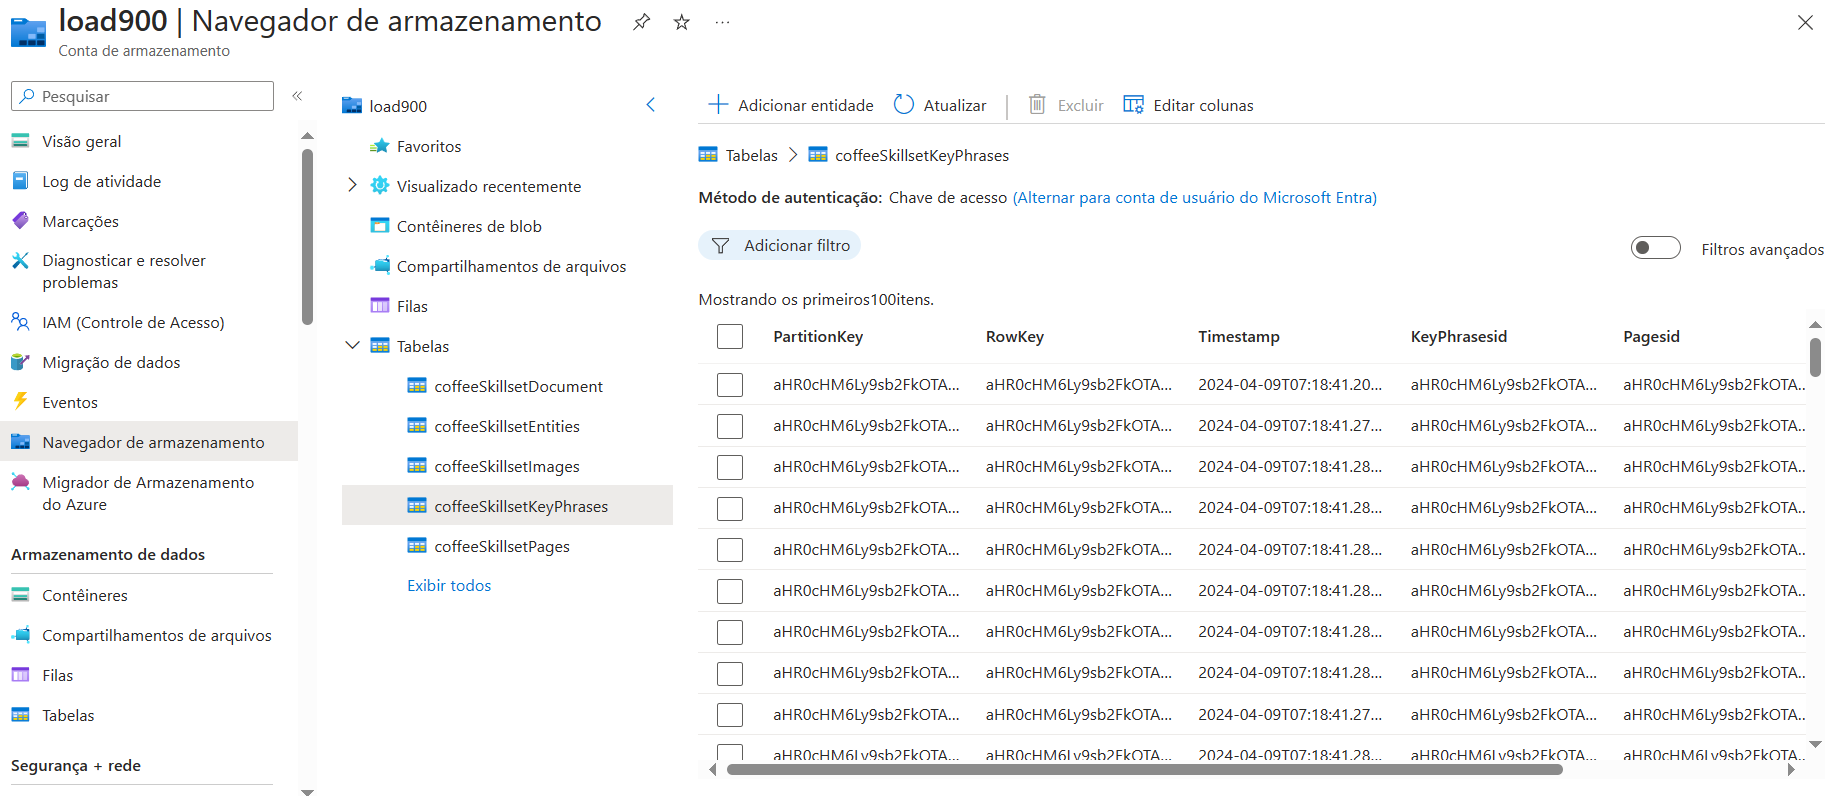 load900 | Navegador de armazenamento
Conta de armazenamento
Pesquisar
Visão geral
Log de atividade
Marcações
Diagnosticar e resolver
problemas
IAM (Controle de Acesso)
Migração de dados
Eventos
Navegador de armazenamento
Migrador de Armazenamento
do Azure
Armazenamento de dados
Contêineres
Compartilhamentos de arquivos
Filas
Tabelas
Segurança + rede
load900
Favoritos
Visualizado recentemente
Contêineres de blob
Compartilhamentos de arquivos
Filas
Tabelas
coffeeSkillsetDocument
coffeeSkillsetEntities
coffeeSkillsetImages
coffeeSkillsetKeyPhrases
coffeeSkillsetPages
Exibir todos
Adicionar entidade Atualizar | Excluir Editar colunas
Tabelas > coffeeSkillsetKeyPhrases
Método de autenticação: Chave de acesso (Alternar para conta de usuário do Microsoft Entra)
Adicionar filtro
Filtros avançados
Mostrando os primeiros100itens.
PartitionKey RowKey Timestamp KeyPhrasesid Pagesid
aHR0cHM6Ly9sb2FkOTA... aHR0cHM6Ly9sb2FkOTA... 2024-04-09T07:18:41.20... aHR0cHM6Ly9sb2FkOTA... aHR0cHM6Ly9sb2FkOTA..
aHR0cHM6Ly9sb2FkOTA... aHR0cHM6Ly9sb2FkOTA... 2024-04-09T07:18:41.27... aHR0cHM6Ly9sb2FkOTA... aHR0cHM6Ly9sb2FkOTA..
aHR0cHM6Ly9sb2FkOTA... aHR0cHM6Ly9sb2FkOTA... 2024-04-09T07:18:41.28... aHR0cHM6Ly9sb2FkOTA... aHR0cHM6Ly9sb2FkOTA..
aHR0cHM6Ly9sb2FkOTA... aHR0cHM6Ly9sb2FkOTA... 2024-04-09T07:18:41.28... aHR0cHM6Ly9sb2FkOTA... aHR0cHM6Ly9sb2FkOTA..
aHR0cHM6Ly9sb2FkOTA... aHR0cHM6Ly9sb2FkOTA... 2024-04-09T07:18:41.28... aHR0cHM6Ly9sb2FkOTA... aHR0cHM6Ly9sb2FkOTA..
aHR0cHM6Ly9sb2FkOTA... aHR0cHM6Ly9sb2FkOTA... 2024-04-09T07:18:41.28... aHR0cHM6Ly9sb2FkOTA... aHR0cHM6Ly9sb2FkOTA..
aHR0cHM6Ly9sb2FkOTA... aHR0cHM6Ly9sb2FkOTA... 2024-04-09T07:18:41.28... aHR0cHM6Ly9sb2FkOTA... aHR0cHM6Ly9sb2FkOTA..
aHR0cHM6Ly9sb2FkOTA... aHR0cHM6Ly9sb2FkOTA... 2024-04-09T07:18:41.28... aHR0cHM6Ly9sb2FkOTA... aHR0cHM6Ly9sb2FkOTA..
aHR0cHM6Ly9sb2FkOTA... aHR0cHM6Ly9sb2FkOTA... 2024-04-09T07:18:41.27... aHR0cHM6Ly9sb2FkOTA... aHR0cHM6Ly9sb2FkOTA..
aHR0cHM6Ly9sb2FkOTA... aHR0cHM6Ly9sb2FkOTA... 2024-04-09T07:18:41.28... aHR0cHM6Ly9sb2FkOTA... aHR0cHM6Ly9sb2FkOTA..